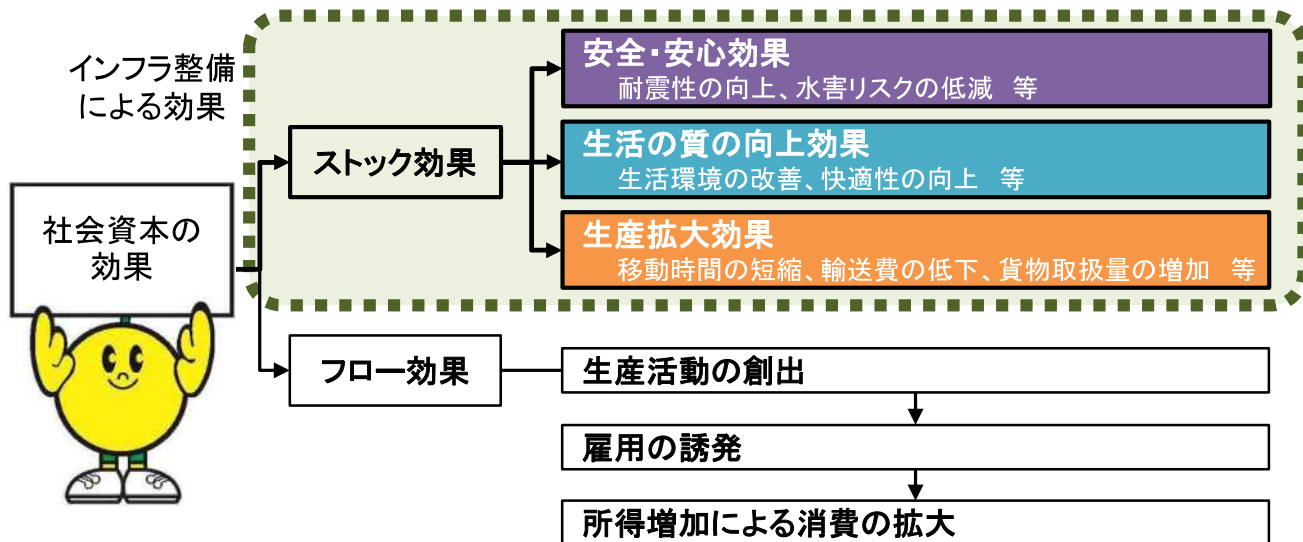 インフラ整備
による効果
社会資本の
効果
ストック効果
安全・安心効果
耐震性の向上、水害リスクの低減　等
生活の質の向上効果
生活環境の改善、快適性の向上　等
生産拡大効果
移動時間の短縮、輸送費の低下、貨物取扱量の増加　等
フロー効果
生産活動の創出
雇用の誘発
所得増加による消費の拡大